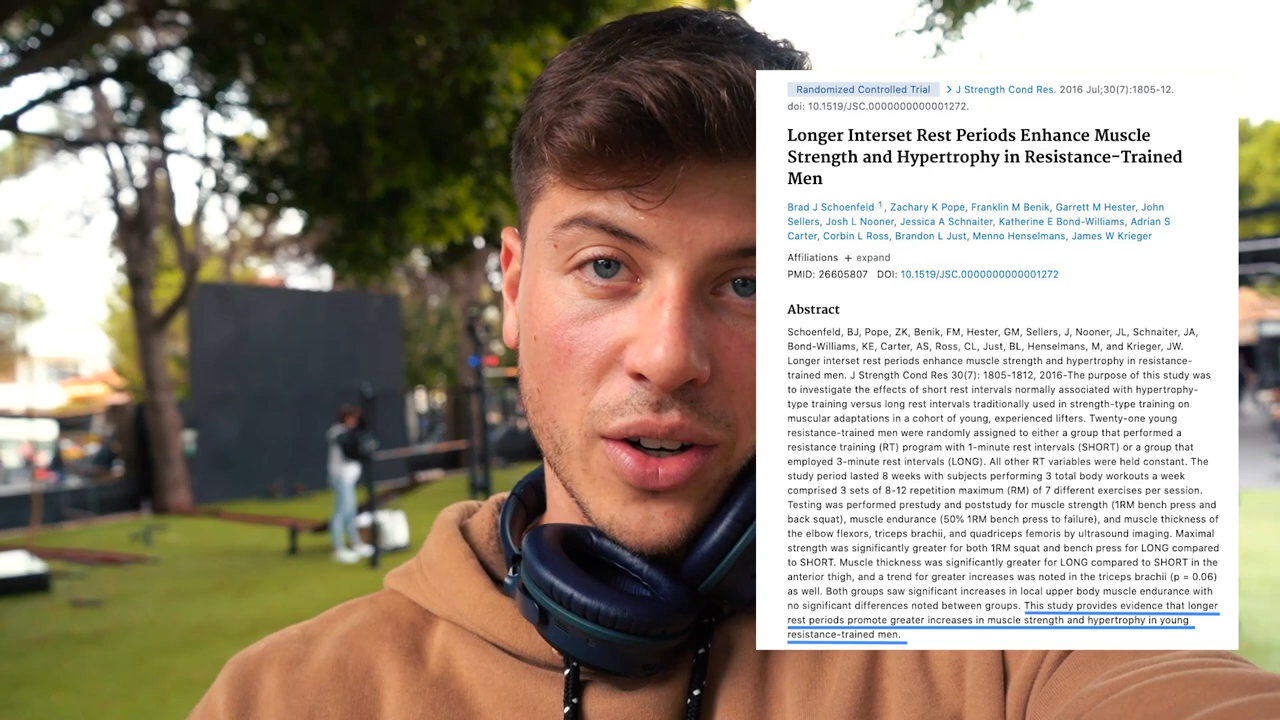 Randomized Controlled Trial > J Strength Cond Res. 2016 Jul;30(7):1805-12.
doi: 10.1519/JSC.0000000000001272.
Longer Interset Rest Periods Enhance Muscle
Strength and Hypertrophy in Resistance-Trained
Men
Brad J Schoenfeld 1, Zachary K Pope, Franklin M Benik, Garrett M Hester, John
Sellers, Josh L Nooner, Jessica A Schnaiter, Katherine E Bond-Williams, Adrian S
Carter, Corbin L Ross, Brandon L Just, Menno Henselmans, James W Krieger
Affiliations + expand
PMID: 26605807 DOI: 10.1519/JSC.0000000000001272
Abstract
Schoenfeld, BJ, Pope, ZK, Benik, FM, Hester, GM, Sellers, J, Nooner, JL, Schnaiter, JA,
Bond-Williams, KE, Carter, AS, Ross, CL, Just, BL, Henselmans, M, and Krieger, JW.
Longer interset rest periods enhance muscle strength and hypertrophy in resistance-
trained men. J Strength Cond Res 30(7): 1805-1812, 2016-The purpose of this study was
to investigate the effects of short rest intervals normally associated with hypertrophy-
type training versus long rest intervals traditionally used in strength-type training on
muscular adaptations in a cohort of young, experienced lifters. Twenty-one young
resistance-trained men were randomly assigned to either a group that performed a
resistance training (RT) program with 1-minute rest intervals (SHORT) or a group that
employed 3-minute rest intervals (LONG). All other RT variables were held constant. The
study period lasted 8 weeks with subjects performing 3 total body workouts a week
comprised 3 sets of 8-12 repetition maximum (RM) of 7 different exercises per session.
Testing was performed prestudy and poststudy for muscle strength (1RM bench press and
back squat), muscle endurance (50% 1RM bench press to failure), and muscle thickness of
the elbow flexors, triceps brachii, and quadriceps femoris by ultrasound imaging. Maximal
strength was significantly greater for both 1RM squat and bench press for LONG compared
to SHORT. Muscle thickness was significantly greater for LONG compared to SHORT in the
anterior thigh, and a trend for greater increases was noted in the triceps brachii (p = 0.06)
as well. Both groups saw significant increases in local upper body muscle endurance with
no significant differences noted between groups. This study provides evidence that longer
rest periods promote greater increases in muscle strength and hypertrophy in young
resistance-trained men.